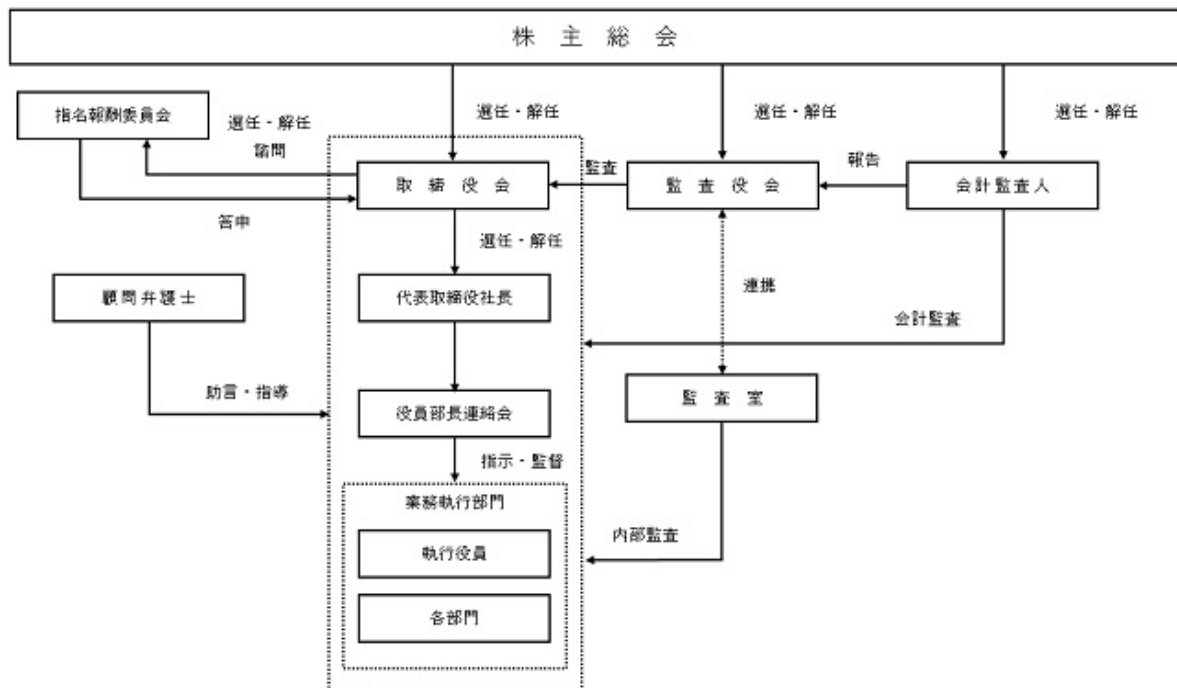 株主総会
指名報酬委員会
選任・解任
選任・解任
選任・解任
選任・解任
諮問
取締役会
監査
監査役会
報告
会計監査人
答申
選任・解任
顧問弁護士
代表取締役社長
連携
会計監査
助言・指導
役員部長連絡会
監査室
指示・監督
業務執行部門
内部監査
執行役員
各部門